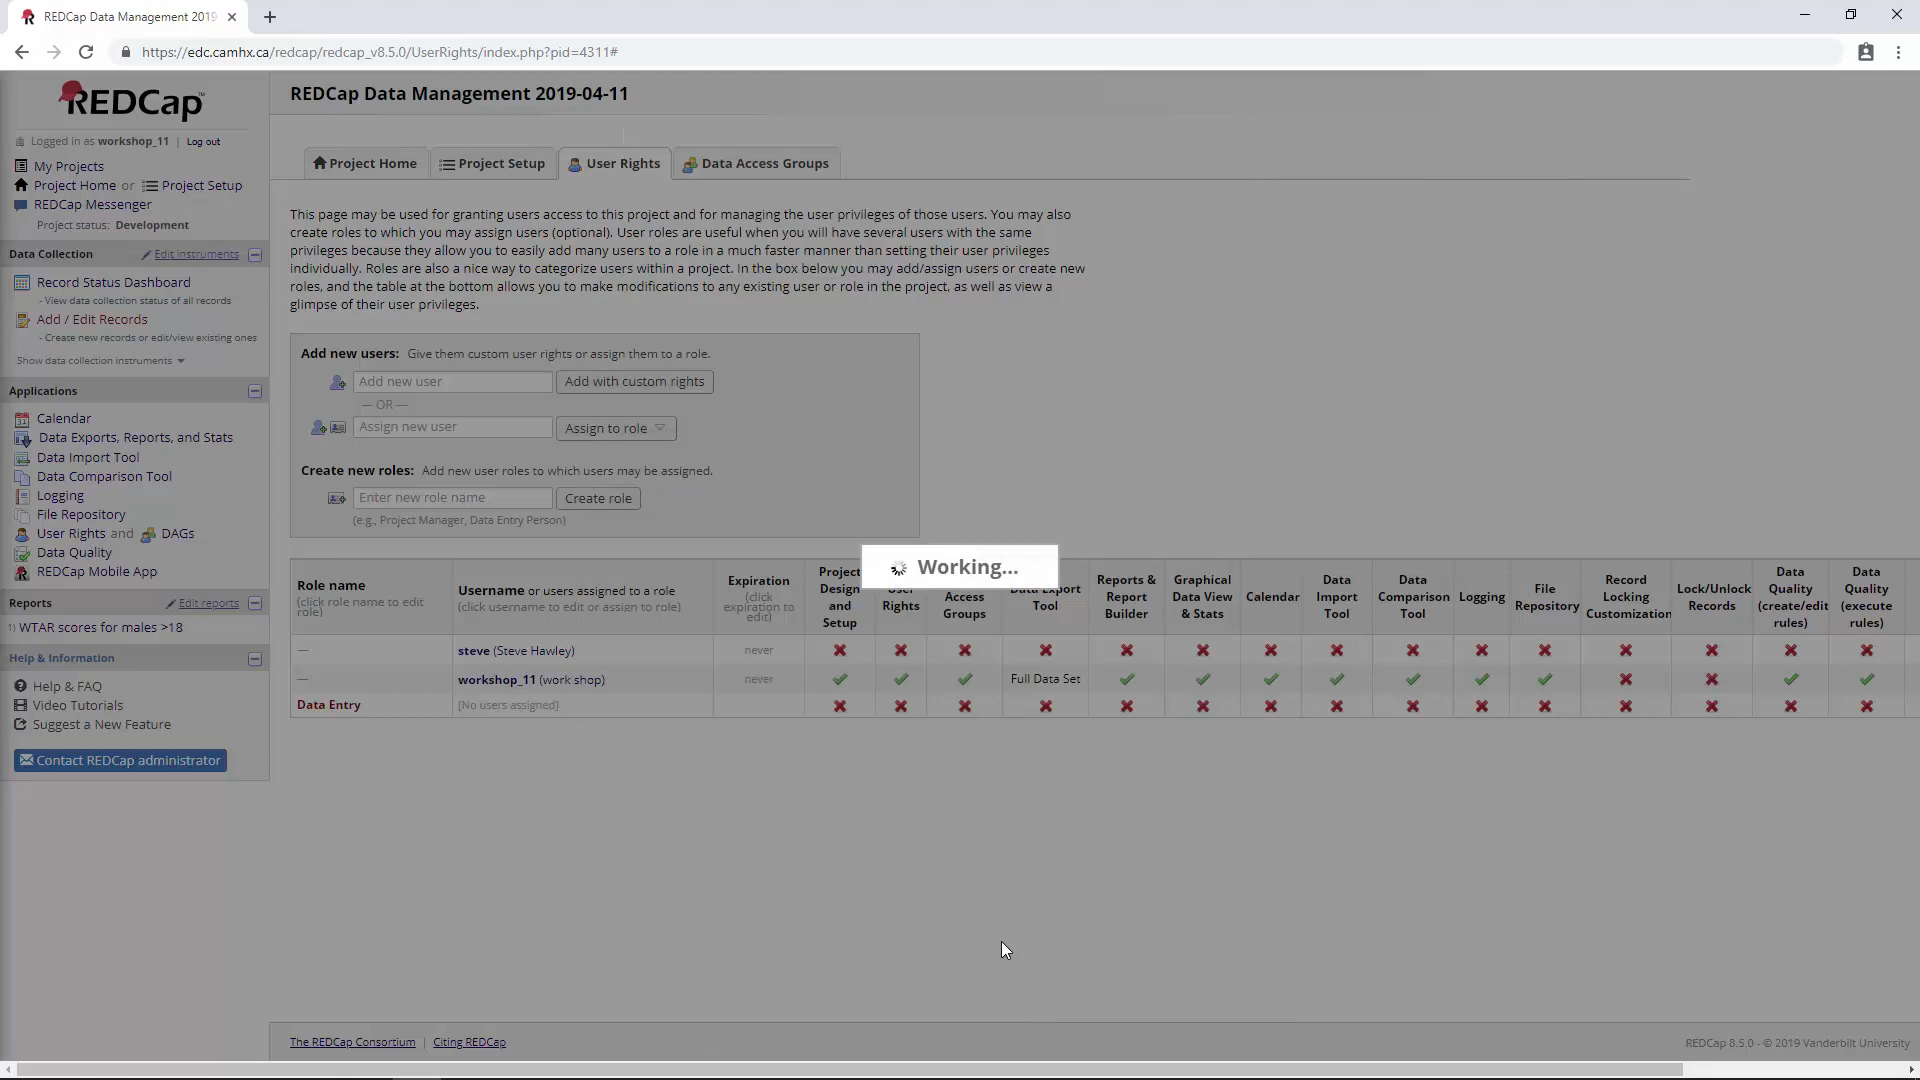 REDCap Data Management 2019
https://edc.camhx.ca/redcap/redcap_v8.5.0/UserRights/index.php?pid=4311#
REDCap
Logged in as workshop_11 | Log out
My Projects
Project Home or Project Setup
REDCap Messenger
Project status: Development
Data Collection
Edit instruments
Record Status Dashboard
- View data collection status of all records
Add / Edit Records
- Create new records or edit/view existing ones
Show data collection instruments
Applications
Calendar
Data Exports, Reports, and Stats
Data Import Tool
Data Comparison Tool
Logging
File Repository
User Rights and DAGs
Data Quality
REDCap Mobile App
Reports
Edit reports
1) WTAR scores for males >18
Help & Information
Help & FAQ
Video Tutorials
Suggest a New Feature
Contact REDCap administrator
REDCap Data Management 2019-04-11
Project Home
Project Setup
User Rights
Data Access Groups
This page may be used for granting users access to this project and for managing the user privileges of those users. You may also
create roles to which you may assign users (optional). User roles are useful when you will have several users with the same
privileges because they allow you to easily add many users to a role in a much faster manner than setting their user privileges
individually. Roles are also a nice way to categorize users within a project. In the box below you may add/assign users or create new
roles, and the table at the bottom allows you to make modifications to any existing user or role in the project, as well as view a
glimpse of their user privileges.
Add new users: Give them custom user rights or assign them to a role.
Add new user
Add with custom rights
— OR —
Assign new user
Assign to role
Create new roles: Add new user roles to which users may be assigned.
Enter new role name
Create role
(e.g., Project Manager, Data Entry Person)
Working...
Role name
(click role name to edit
role)
Username or users assigned to a role
(click username to edit or assign to role)
Expiration
(click
expiration to
edit)
Project
Design
and
Setup
User
Rights
Access
Groups
Data Export
Tool
Reports &
Report
Builder
Graphical
Data View
& Stats
Calendar
Data
Import
Tool
Data
Comparison
Tool
Logging
File
Repository
Record
Locking
Customization
Lock/Unlock
Records
Data
Quality
(create/edit
rules)
Data
Quality
(execute
rules)
— steve (Steve Hawley) never
— workshop_11 (work shop) never Full Data Set
Data Entry [No users assigned]
The REDCap Consortium | Citing REDCap
REDCap 8.5.0 - © 2019 Vanderbilt University